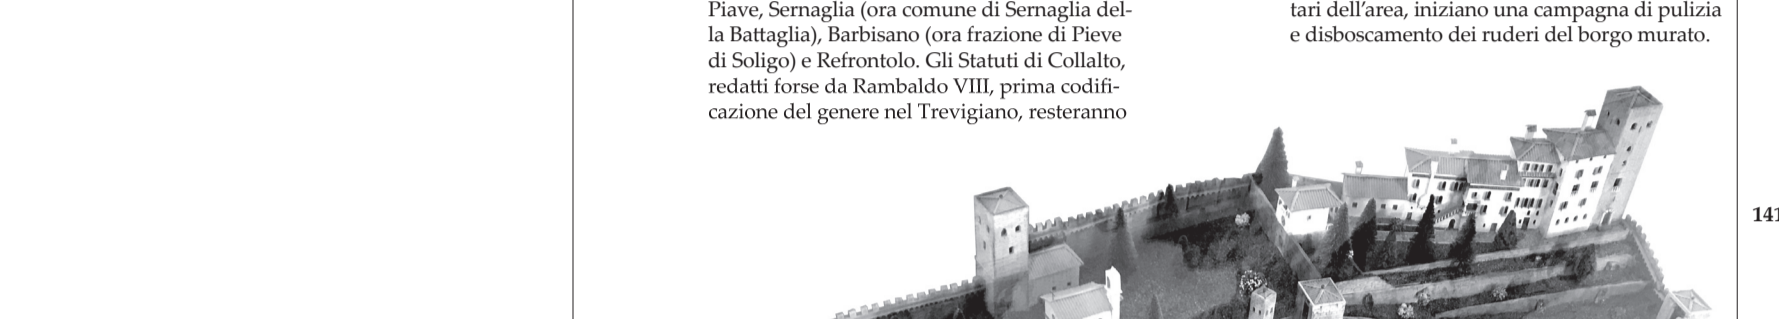 Piave, Sernaglia (ora comune di Sernaglia del-
la Battaglia), Barbisano (ora frazione di Pieve
di Soligo) e Refrontolo. Gli Statuti di Collalto,
redatti forse da Rambaldo VIII, prima codifi-
cazione del genere nel Trevigiano, resteranno
tari dell'area, iniziano una campagna di pulizia
e disboscamento dei ruderi del borgo murato.
141